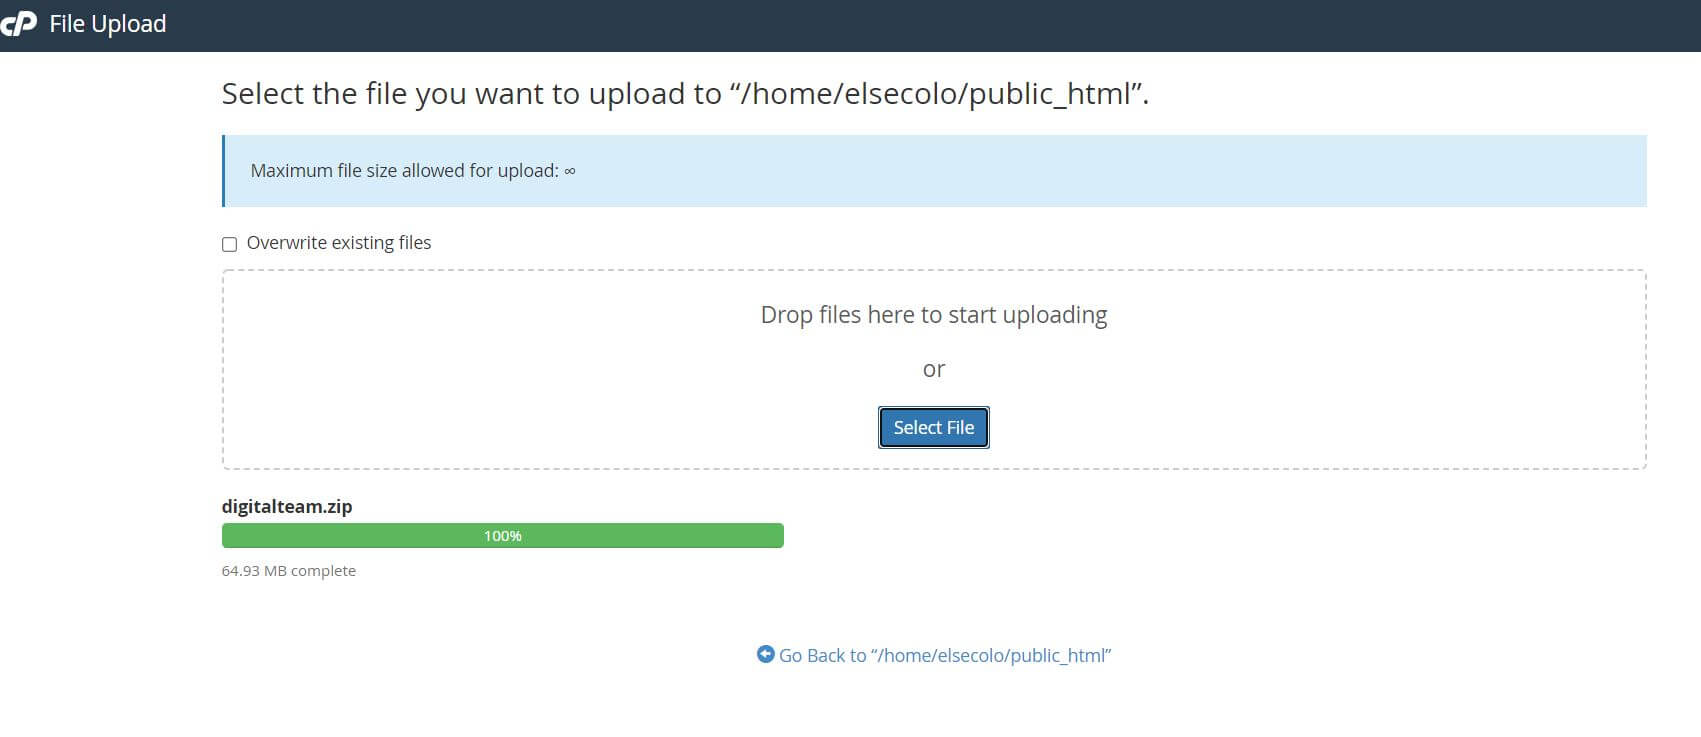 cP File Upload
Select the file you want to upload to “/home/elsecolo/public_html”.
Maximum file size allowed for upload: ∞
Overwrite existing files
Drop files here to start uploading
or
Select File
digitalteam.zip
100%
64.93 MB complete
Go Back to “/home/elsecolo/public_html”